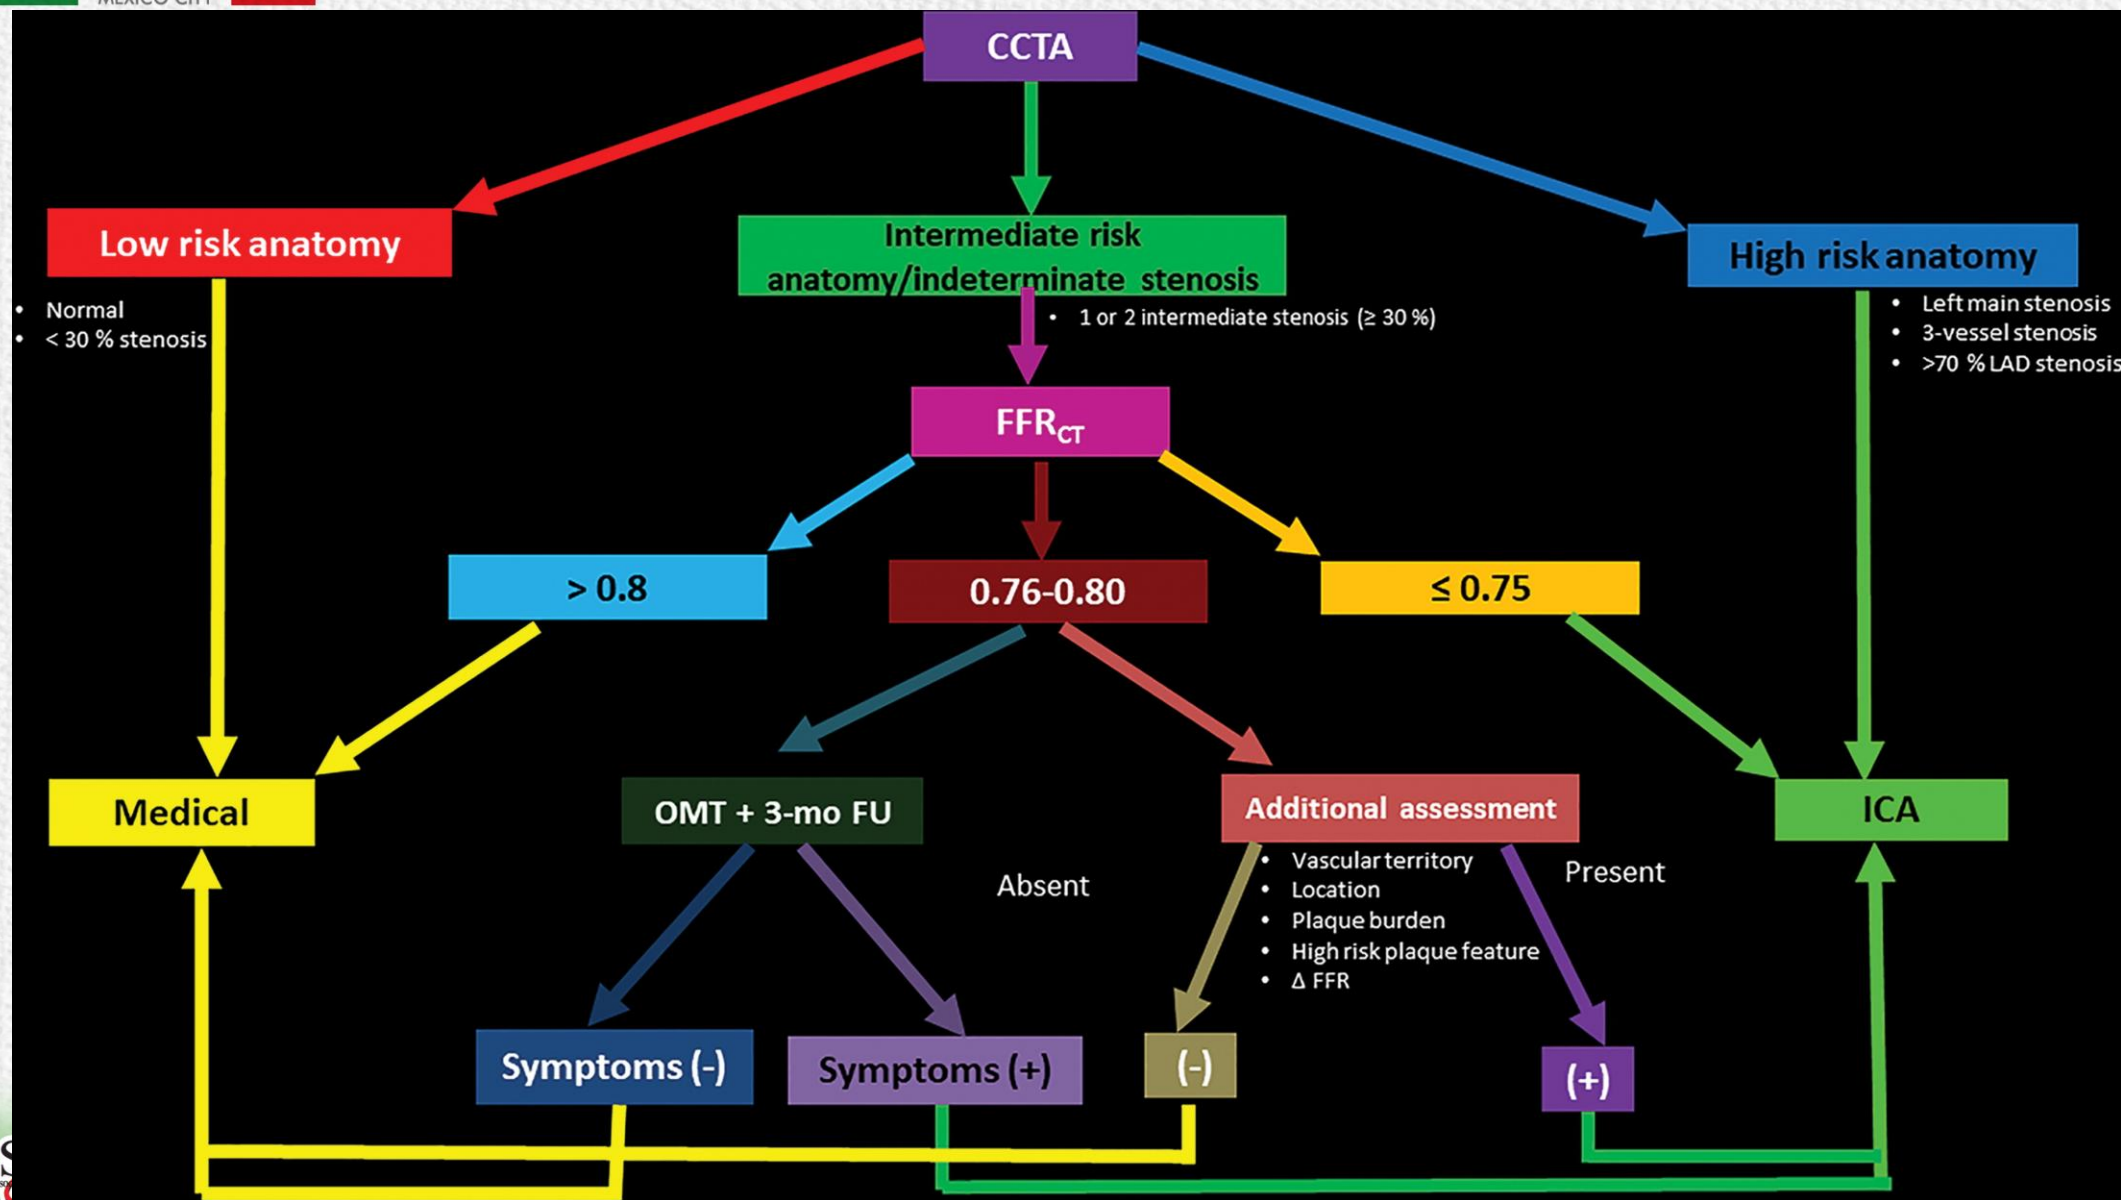 MEXICO CITY
CCTA
Low risk anatomy
• Normal
• < 30 % stenosis
Intermediate risk
anatomy/indeterminate stenosis
• 1 or 2 intermediate stenosis (≥ 30 %)
High risk anatomy
• Left main stenosis
• 3-vessel stenosis
• >70 % LAD stenosis
FFRCT
> 0.8
0.76-0.80
≤ 0.75
Medical
OMT + 3-mo FU
Additional assessment
ICA
Absent
• Vascular territory
• Location
• Plaque burden
• High risk plaque feature
• Δ FFR
Present
Symptoms (-)
Symptoms (+)
(-)
(+)